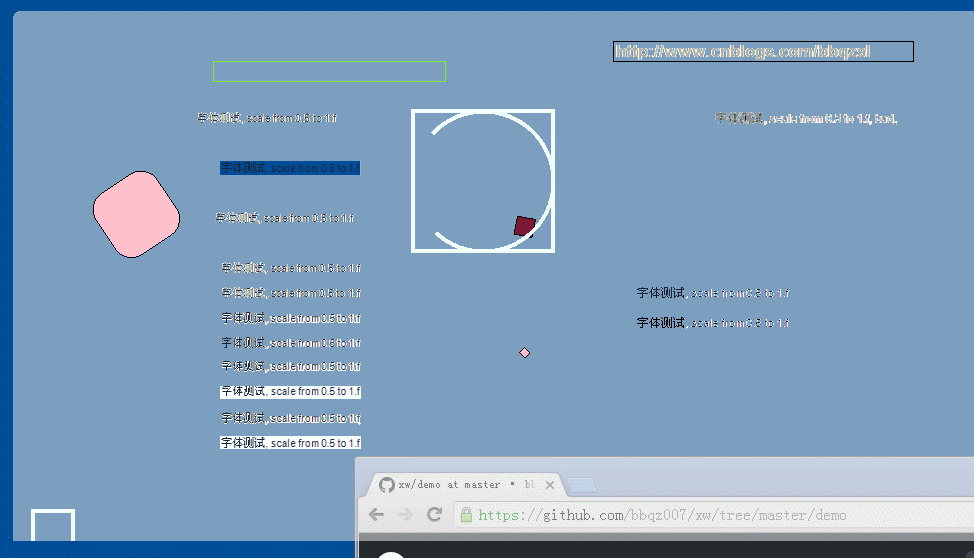 http://www.cnblogs.com/bbqzsd
字体测试, scale from 0.5 to 1.f
字体测试, scale from 0.5 to 1.f, bad.
字体测试, scale from 0.5 to 1.f
字体测试, scale from 0.5 to 1.f
字体测试, scale from 0.5 to 1.f
字体测试, scale from 0.5 to 1.f
字体测试, scale from 0.5 to 1.f
字体测试, scale from 0.5 to 1.f
字体测试, scale from 0.5 to 1.f
字体测试, scale from 0.5 to 1.f
字体测试, scale from 0.5 to 1.f
字体测试, scale from 0.5 to 1.f
字体测试, scale from 0.5 to 1.f
字体测试, scale from 0.5 to 1.f
xw/demo at master · bb
https://github.com/bbqz007/xw/tree/master/demo